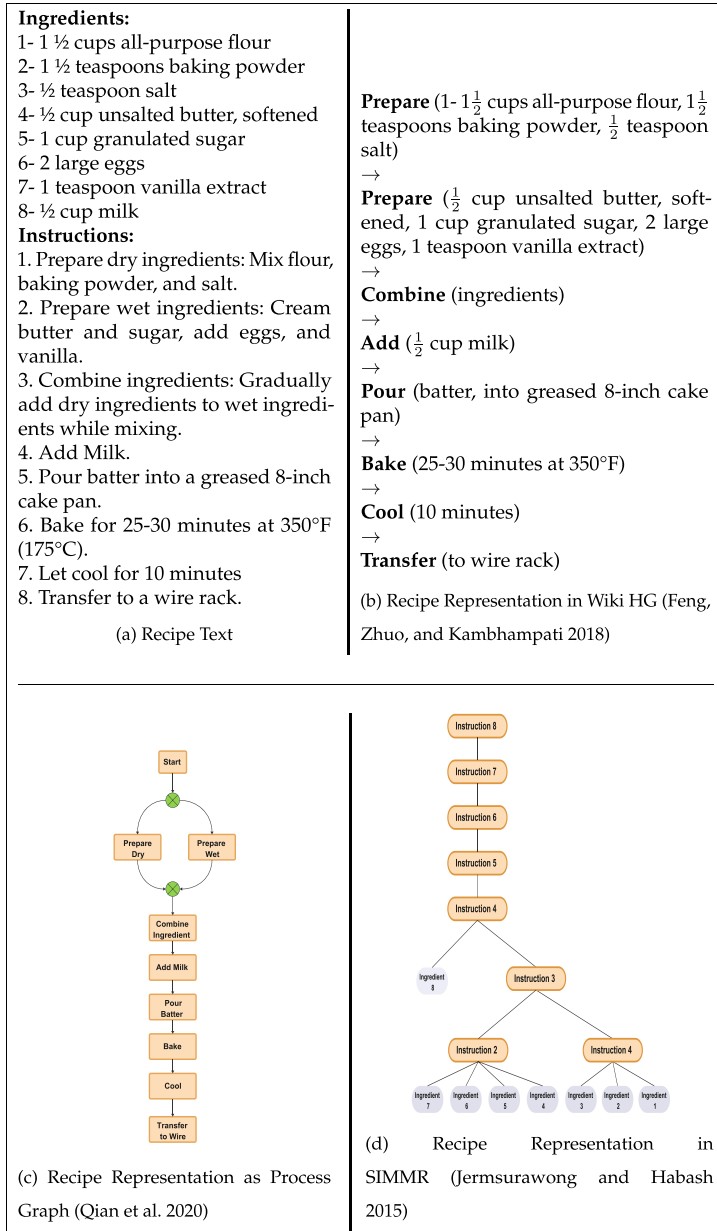 Ingredients:
1- 1 ½ cups all-purpose flour
2- 1 ½ teaspoons baking powder
3- ½ teaspoon salt
4- ½ cup unsalted butter, softened
5- 1 cup granulated sugar
6- 2 large eggs
7- 1 teaspoon vanilla extract
8- ½ cup milk
Instructions:
1. Prepare dry ingredients: Mix flour,
baking powder, and salt.
2. Prepare wet ingredients: Cream
butter and sugar, add eggs, and
vanilla.
3. Combine ingredients: Gradually
add dry ingredients to wet ingredi-
ents while mixing.
4. Add Milk.
5. Pour batter into a greased 8-inch
cake pan.
6. Bake for 25-30 minutes at 350°F
(175°C).
7. Let cool for 10 minutes
8. Transfer to a wire rack.
(a) Recipe Text
Prepare (1- 1½ cups all-purpose flour, 1½
teaspoons baking powder, ½ teaspoon
salt)
→
Prepare (½ cup unsalted butter, soft-
ened, 1 cup granulated sugar, 2 large
eggs, 1 teaspoon vanilla extract)
→
Combine (ingredients)
→
Add (½ cup milk)
→
Pour (batter, into greased 8-inch cake
pan)
→
Bake (25-30 minutes at 350°F)
→
Cool (10 minutes)
→
Transfer (to wire rack)
(b) Recipe Representation in Wiki HG (Feng,
Zhuo, and Kambhampati 2018)
Start
Prepare
Dry
Prepare
Wet
Combine
Ingredient
Add Milk
Pour
Batter
Bake
Cool
Transfer
to Wire
(c) Recipe Representation as Process
Graph (Qian et al. 2020)
Instruction 8
Instruction 7
Instruction 6
Instruction 5
Instruction 4
Ingredient
8
Instruction 3
Instruction 2
Instruction 4
Ingredient
7
Ingredient
6
Ingredient
5
Ingredient
4
Ingredient
3
Ingredient
2
Ingredient
1
(d) Recipe Representation in
SIMMR (Jermsurawong and Habash
2015)